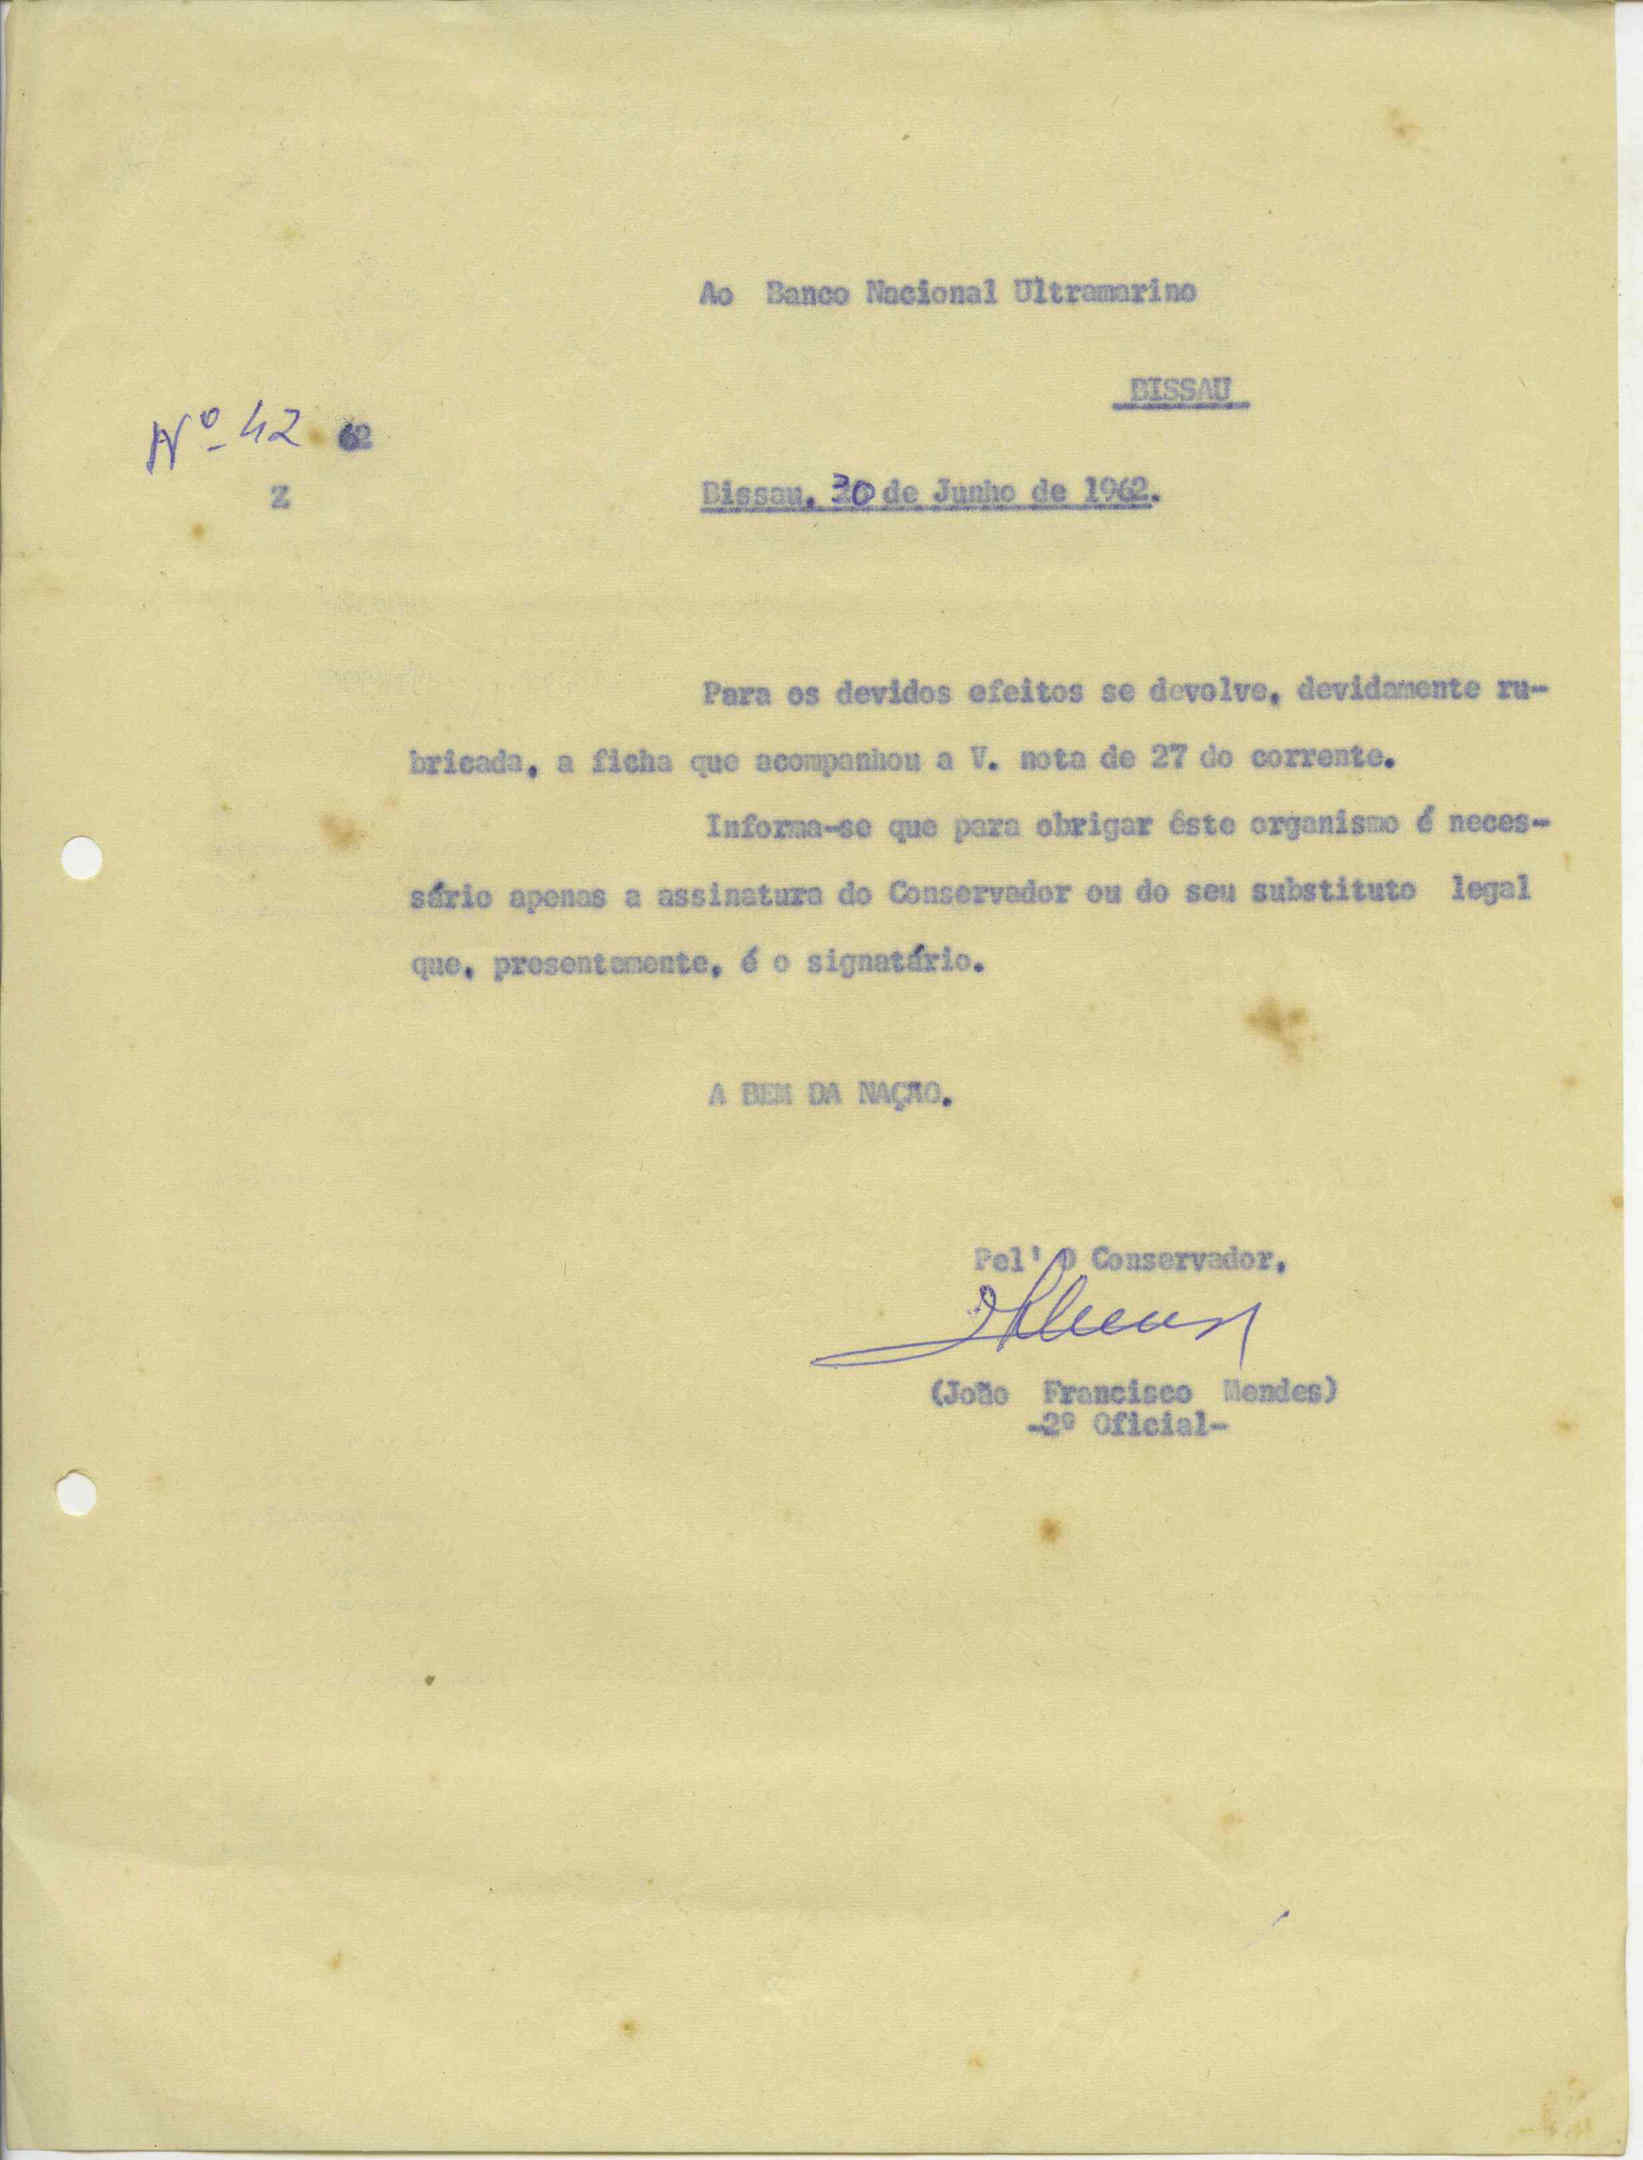 Ao Banco Nacional Ultramarino
BISSAU
Nº 42 62
Z
Bissau, 30 de Junho de 1962.
Para os devidos efeitos se devolve, devidamente ru-
bricada, a ficha que acompanhou a V. nota de 27 do corrente.
Informa-se que para obrigar êste organismo é neces-
sário apenas a assinatura do Conservador ou do seu substituto legal
que, presentemente, é o signatário.
A BEM DA NAÇÃO.
Pel' O Conservador,
(João Francisco Mendes)
-2º Oficial-